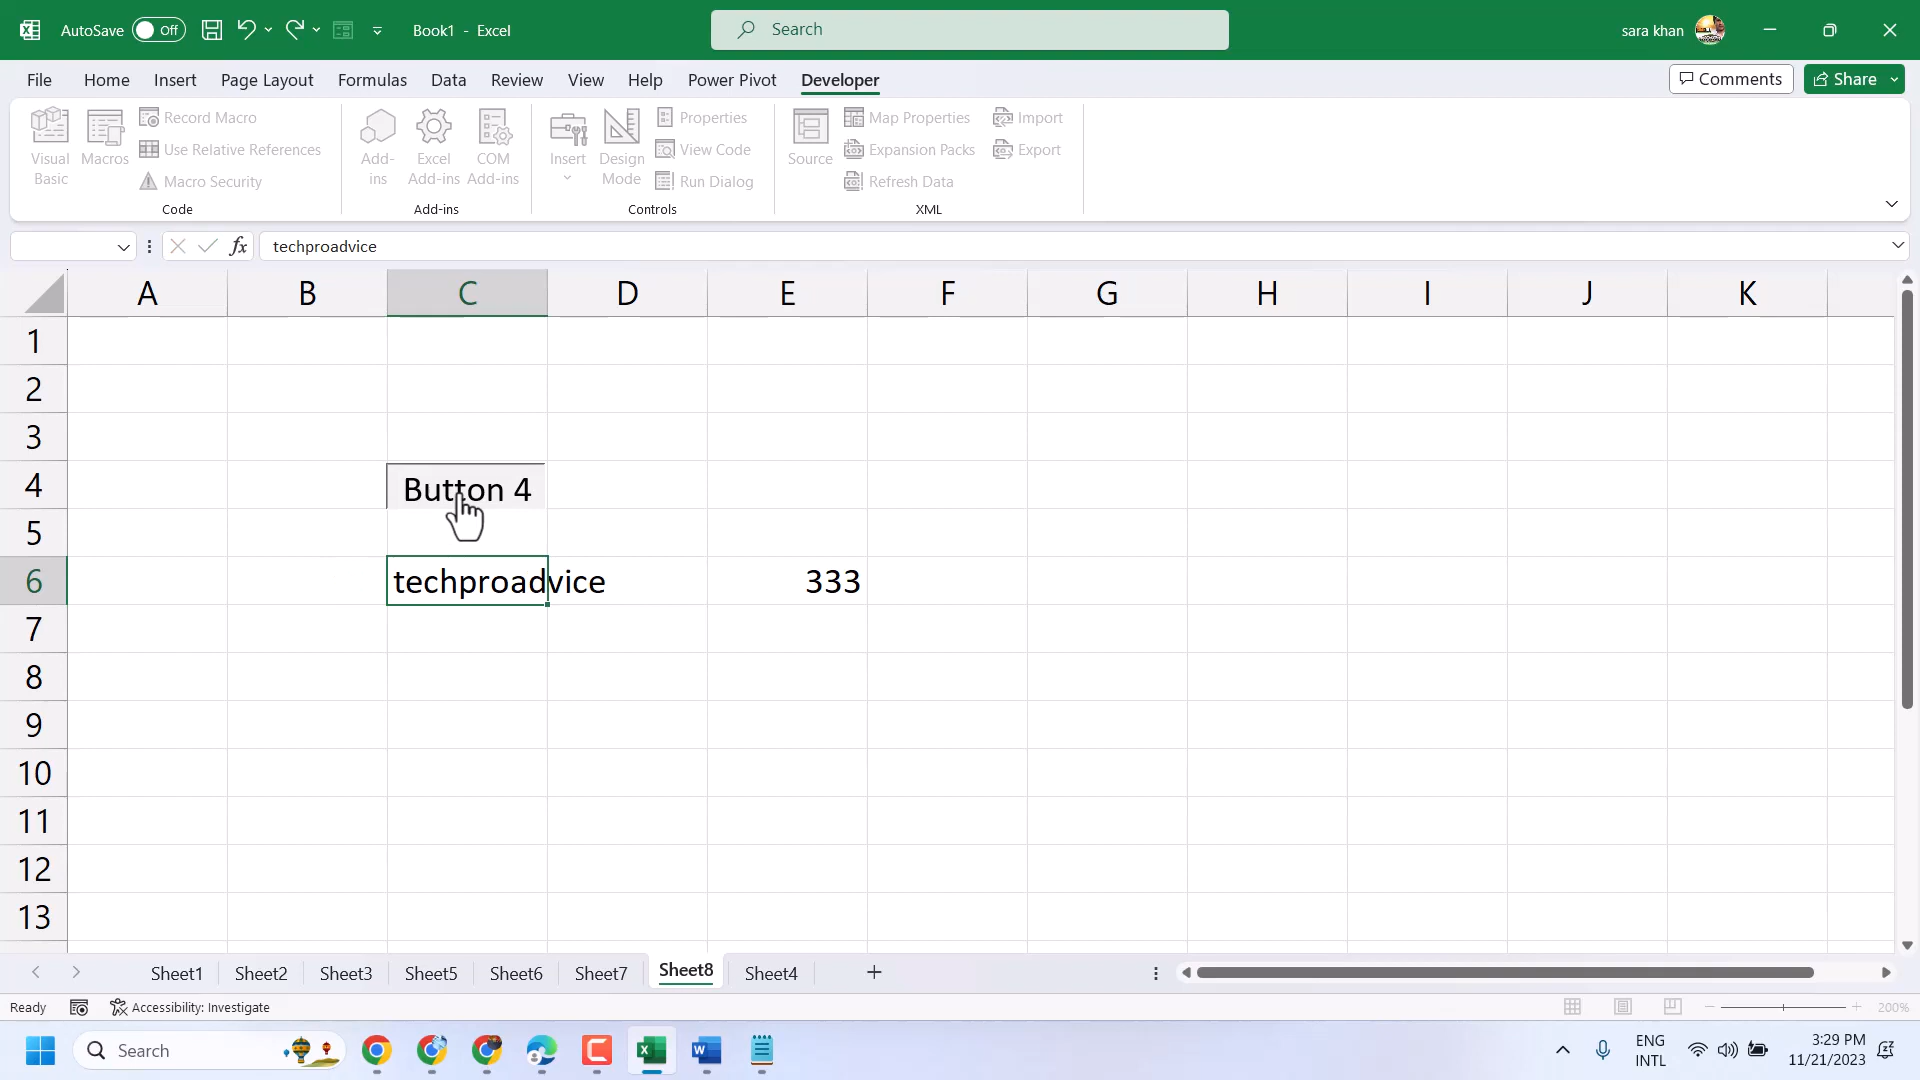 AutoSave Off Book1 - Excel Search sara khan
File Home Insert Page Layout Formulas Data Review View Help Power Pivot Developer Comments Share
Visual Basic
Macros
Record Macro
Use Relative References
Macro Security
Code
Add-ins
Excel Add-ins
COM Add-ins
Add-ins
Insert
Design Mode
Properties
View Code
Run Dialog
Controls
Source
Map Properties
Expansion Packs
Refresh Data
Import
Export
XML
fx techproadvice
A B C D E F G H I J K
1
2
3
4 Button 4
5
6 techproadvice 333
7
8
9
10
11
12
13
Sheet1 Sheet2 Sheet3 Sheet5 Sheet6 Sheet7 Sheet8 Sheet4
Ready Accessibility: Investigate 200%
Search ENG INTL 3:29 PM 11/21/2023